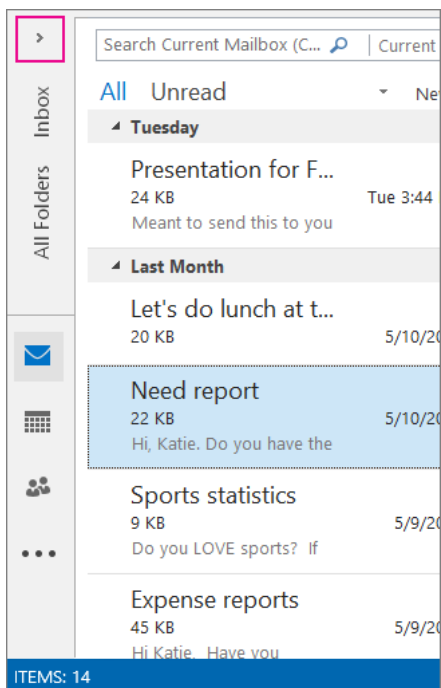 Search Current Mailbox (C... Current
All Unread
Inbox
All Folders
Tuesday
Presentation for F...
24 KB Tue 3:44
Meant to send this to you
Last Month
Let's do lunch at t...
20 KB 5/10/20
Need report
22 KB 5/10/20
Hi, Katie. Do you have the
Sports statistics
9 KB 5/9/20
Do you LOVE sports? If
Expense reports
45 KB 5/9/20
Hi Katie, Have you
ITEMS: 14